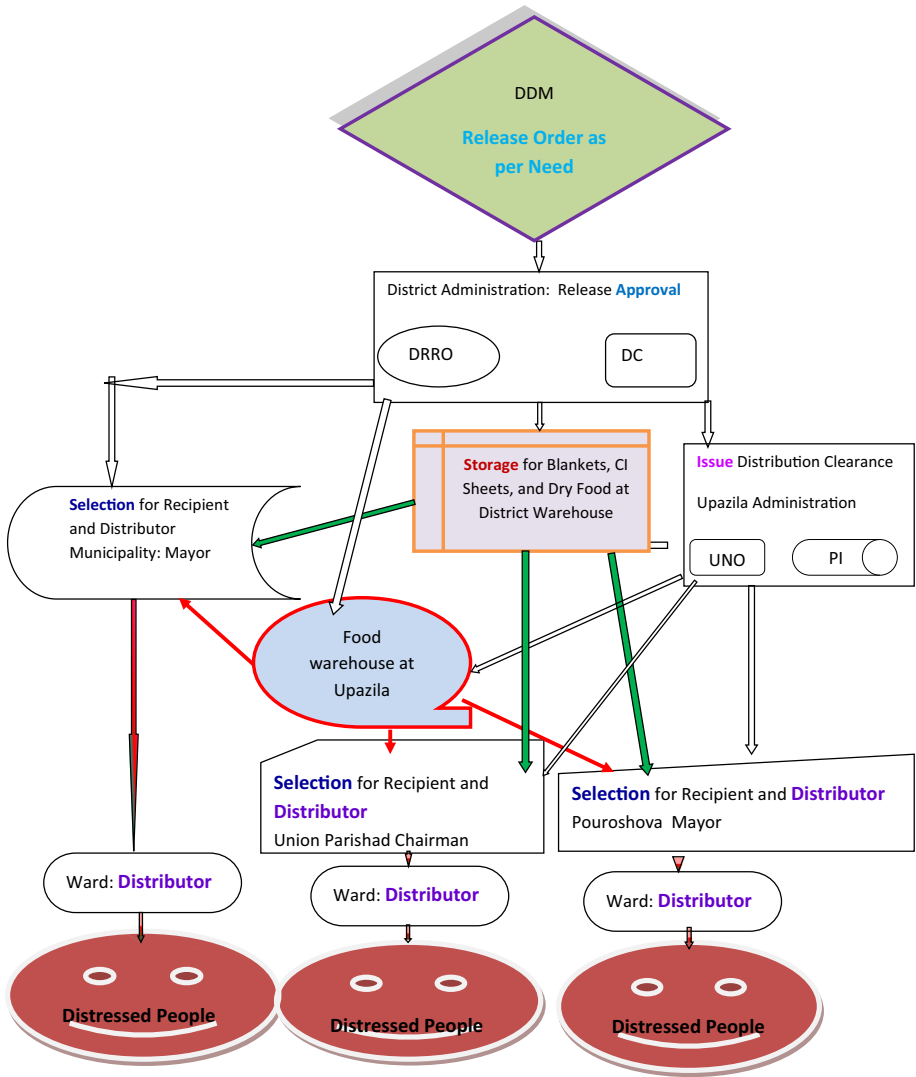 DDM
Release Order as
per Need
District Administration:  Release Approval
DRRO
DC
Storage for Blankets, CI
Sheets, and Dry Food at
District Warehouse
Issue Distribution Clearance
Upazila Administration
UNO
PI
Selection for Recipient
and Distributor
Municipality: Mayor
Food
warehouse at
Upazila
Selection for Recipient and
Distributor
Union Parishad Chairman
Selection for Recipient and Distributor
Pouroshova  Mayor
Ward: Distributor
Ward: Distributor
Ward: Distributor
Distressed People
Distressed People
Distressed People